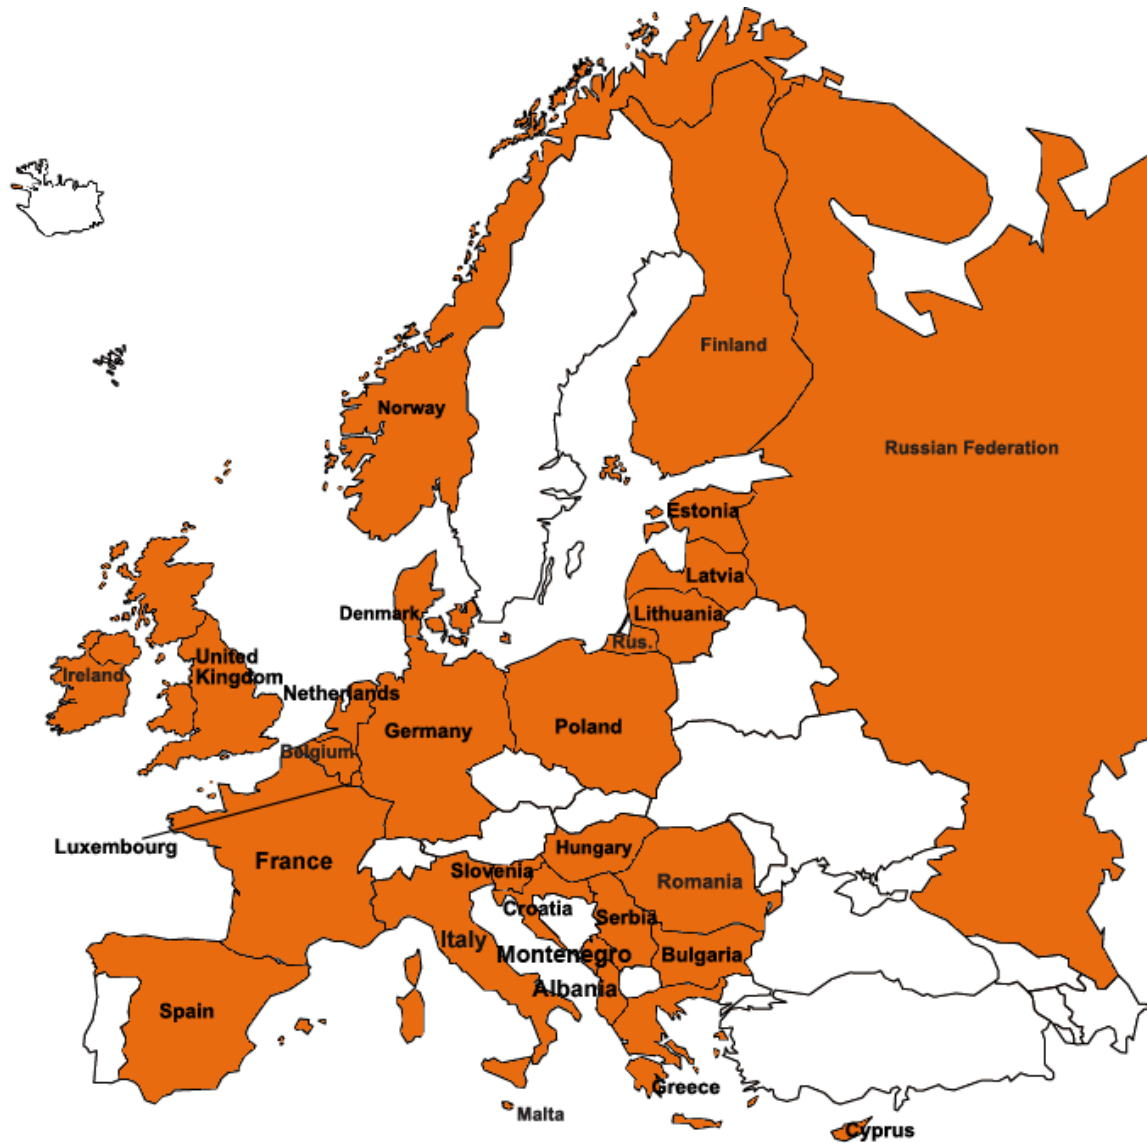 Finland
Norway
Russian Federation
Estonia
Latvia
Denmark
Lithuania
Rus.
United
Kingdom
Ireland
Netherlands
Germany
Poland
Belgium
Luxembourg
France
Hungary
Slovenia
Romania
Croatia
Serbia
Italy
Montenegro
Bulgaria
Albania
Spain
Greece
Malta
Cyprus